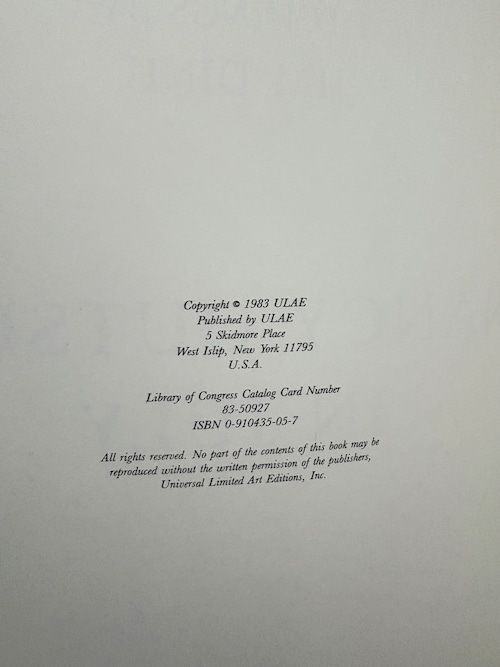 Copyright © 1983 ULAE
Published by ULAE
5 Skidmore Place
West Islip, New York 11795
U.S.A.
Library of Congress Catalog Card Number
83-50927
ISBN 0-910435-05-7
All rights reserved. No part of the contents of this book may be
reproduced without the written permission of the publishers,
Universal Limited Art Editions, Inc.